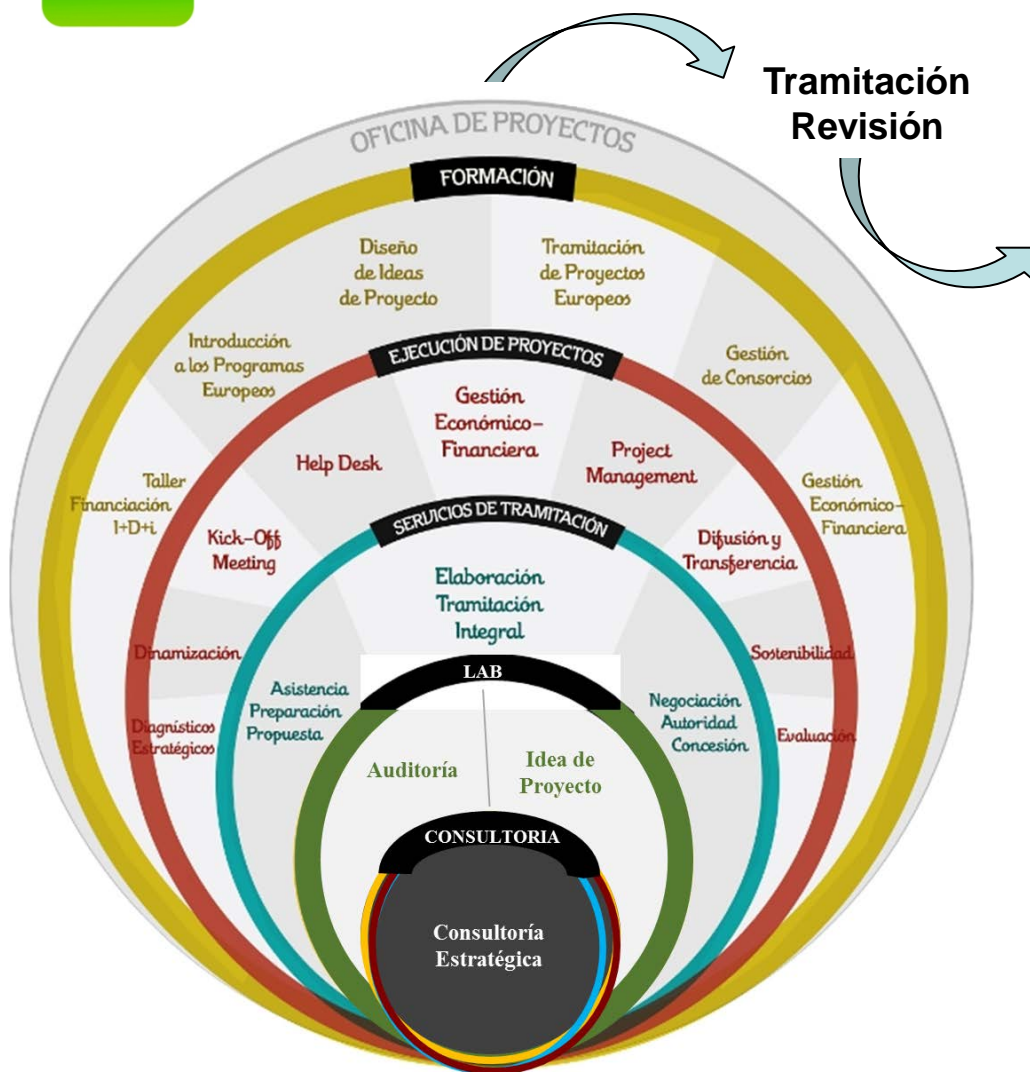 Tramitación
Revisión
OFICINA DE PROYECTOS
FORMACIÓN
Diseño
de Ideas
de Proyecto
Tramitación
de Proyectos
Europeos
Introducción
a los Programas
Europeos
Gestión
de Consorcios
Taller
Financiación
I+D+i
Gestión
Económico-
Financiera
EJECUCIÓN DE PROYECTOS
Gestión
Económico-
Financiera
Help Desk
Project
Management
Kick-Off
Meeting
Difusión y
Transferencia
Dinamización
Sostenibilidad
Diagnísticos
Estratégicos
Evaluación
SERVICIOS DE TRAMITACIÓN
Elaboración
Tramitación
Integral
Asistencia
Preparación
Propuesta
Negociación
Autoridad
Concesión
LAB
Auditoría
Idea de
Proyecto
CONSULTORIA
Consultoría
Estratégica